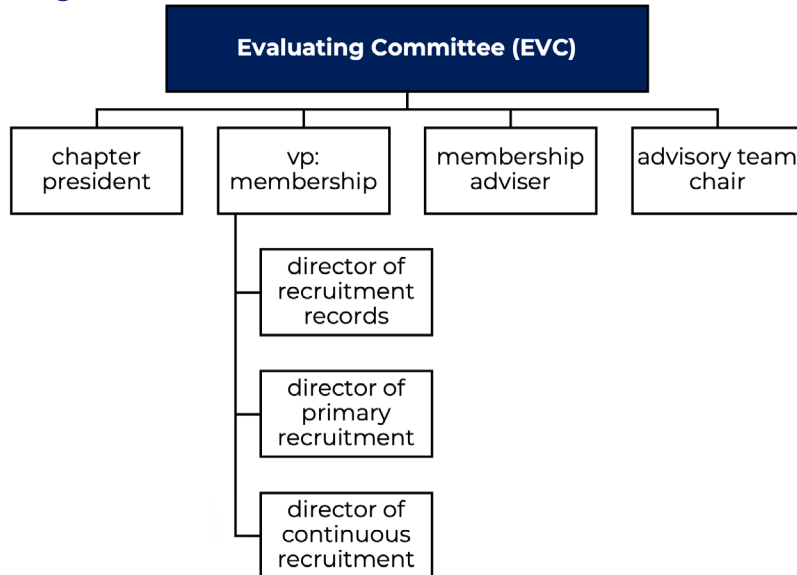 Evaluating Committee (EVC)
chapter
president
vp:
membership
membership
adviser
advisory team
chair
director of
recruitment
records
director of
primary
recruitment
director of
continuous
recruitment